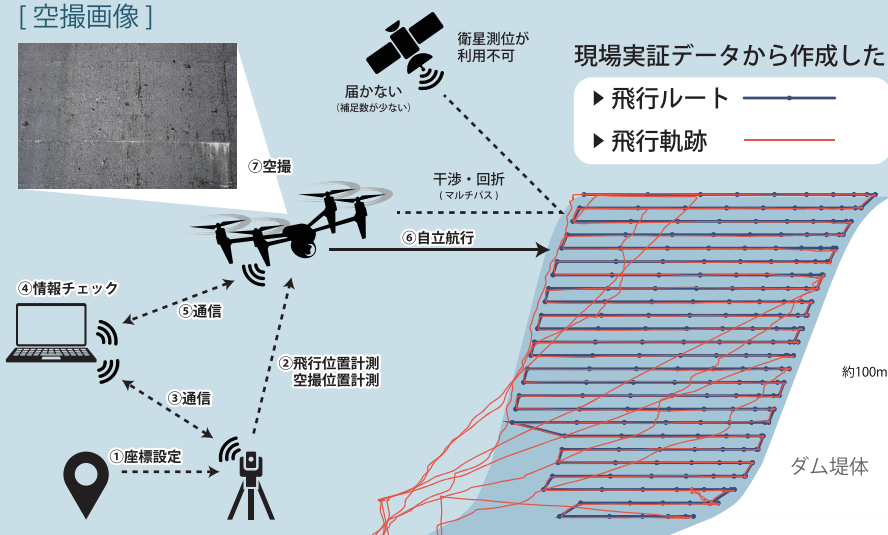 [ 空撮画像 ]
衛星測位が
利用不可
届かない
(補足数が少ない)
現場実証データから作成した
▶ 飛行ルート
▶ 飛行軌跡
⑦空撮
干渉・回折
(マルチパス)
⑥自立航行
④情報チェック
⑤通信
②飛行位置計測
空撮位置計測
③通信
①座標設定
約100m
ダム堤体